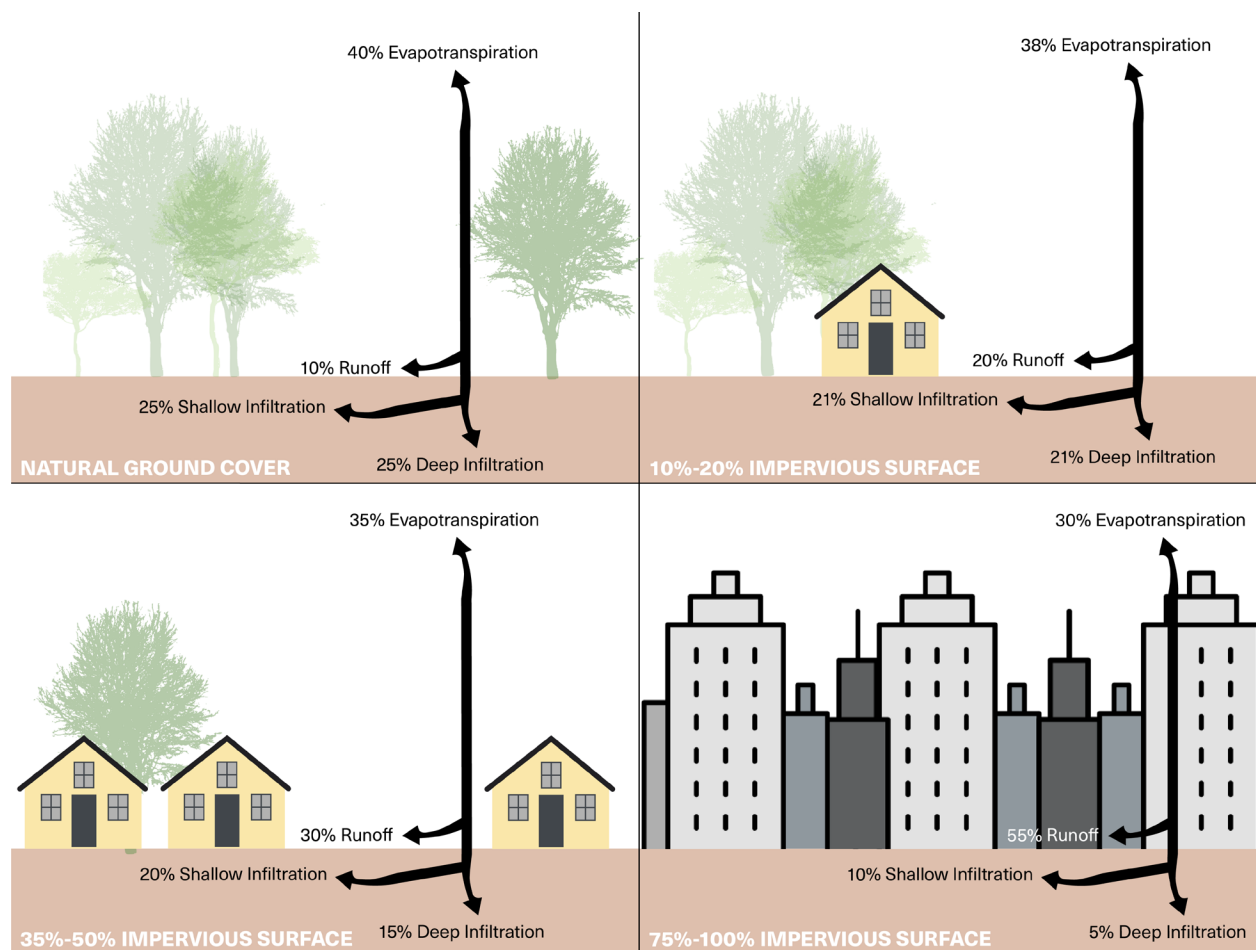 40% Evapotranspiration
10% Runoff
25% Shallow Infiltration
25% Deep Infiltration
NATURAL GROUND COVER
38% Evapotranspiration
20% Runoff
21% Shallow Infiltration
21% Deep Infiltration
10%-20% IMPERVIOUS SURFACE
35% Evapotranspiration
30% Runoff
20% Shallow Infiltration
15% Deep Infiltration
35%-50% IMPERVIOUS SURFACE
30% Evapotranspiration
55% Runoff
10% Shallow Infiltration
5% Deep Infiltration
75%-100% IMPERVIOUS SURFACE